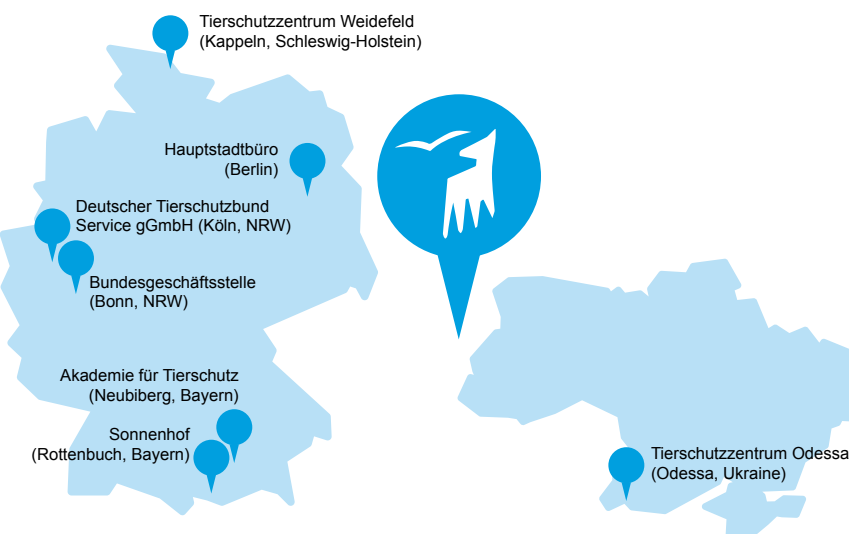 Tierschutzzentrum Weidefeld
(Kappeln, Schleswig-Holstein)
Hauptstadtbüro
(Berlin)
Deutscher Tierschutzbund
Service gGmbH (Köln, NRW)
Bundesgeschäftsstelle
(Bonn, NRW)
Akademie für Tierschutz
(Neubiberg, Bayern)
Sonnenhof
(Rottenbuch, Bayern)
Tierschutzzentrum Odessa
(Odessa, Ukraine)